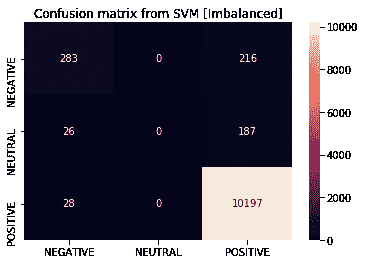 Confusion matrix from SVM [Imbalanced]
NEGATIVE 283 0 216
NEUTRAL 26 0 187
POSITIVE 28 0 10197
NEGATIVE NEUTRAL POSITIVE
10000
8000
6000
4000
2000
0